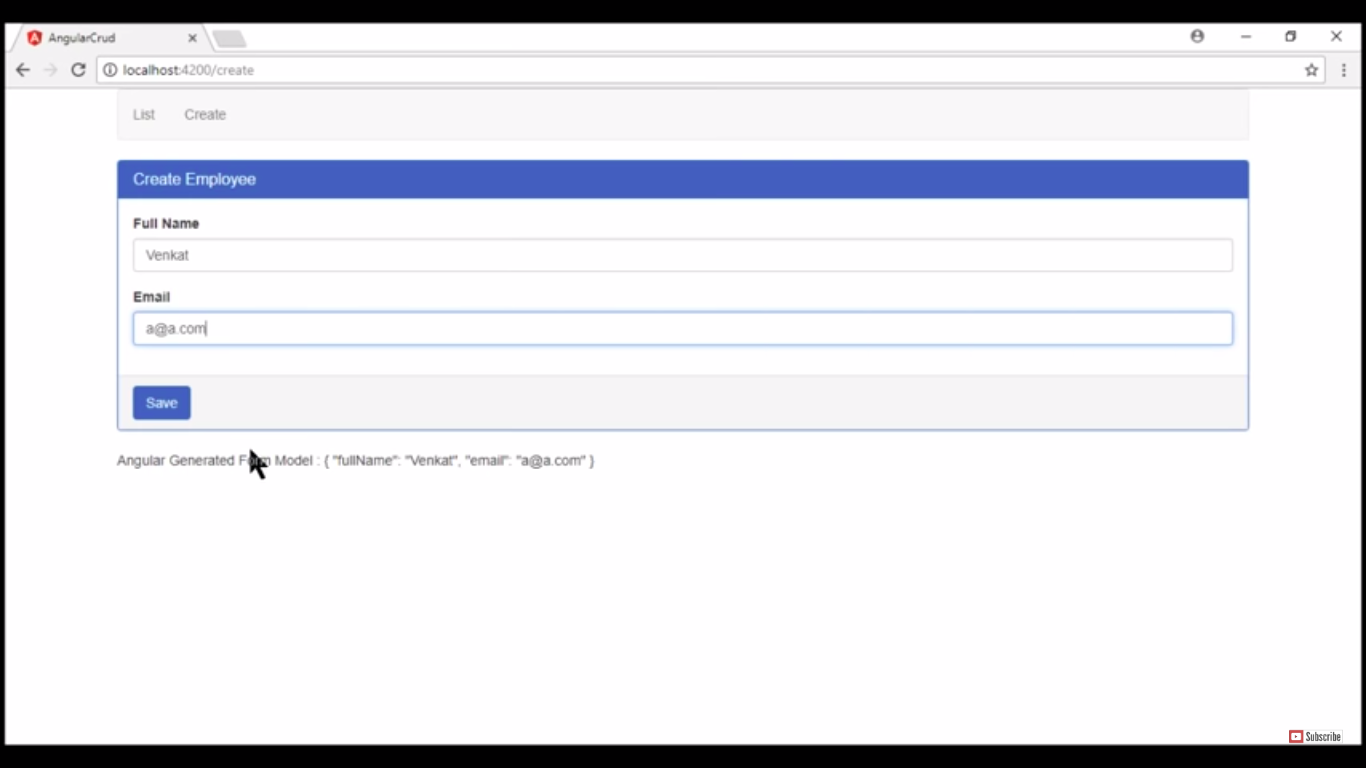 AngularCrud
localhost:4200/create
List Create
Create Employee
Full Name
Venkat
Email
a@a.com
Save
Angular Generated Form Model : { "fullName": "Venkat", "email": "a@a.com" }
Subscribe